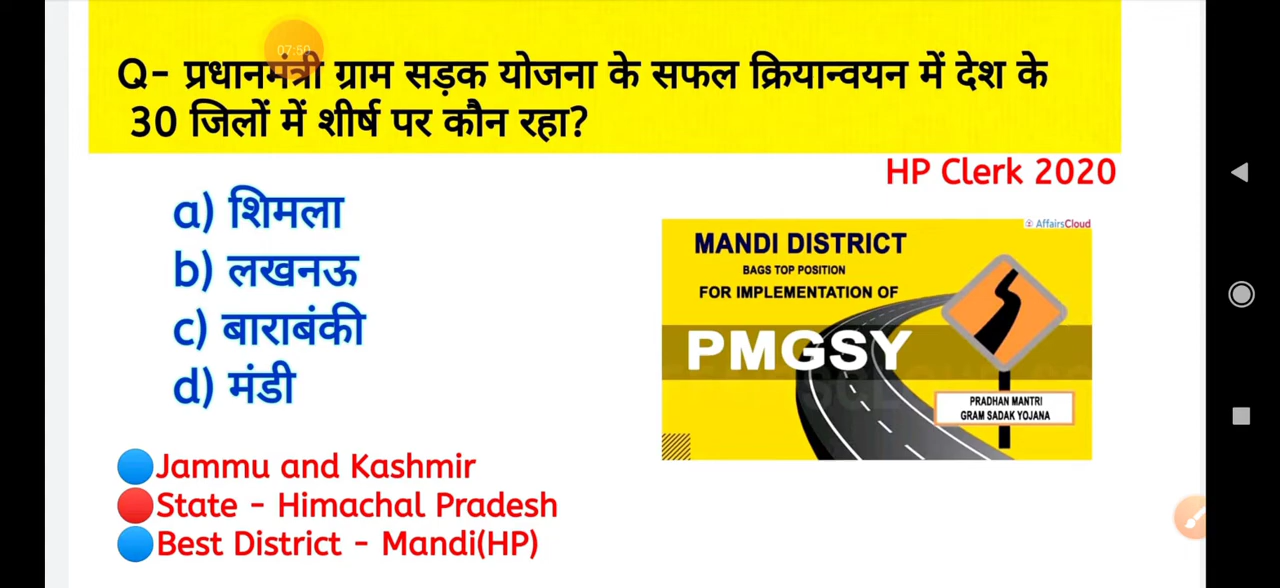 07:50
Q- प्रधानमंत्री ग्राम सड़क योजना के सफल क्रियान्वयन में देश के
30 जिलों में शीर्ष पर कौन रहा?
HP Clerk 2020
a) शिमला
b) लखनऊ
c) बाराबंकी
d) मंडी
AffairsCloud
MANDI DISTRICT
BAGS TOP POSITION
FOR IMPLEMENTATION OF
PMGSY
PRADHAN MANTRI
GRAM SADAK YOJANA
Jammu and Kashmir
State - Himachal Pradesh
Best District - Mandi(HP)